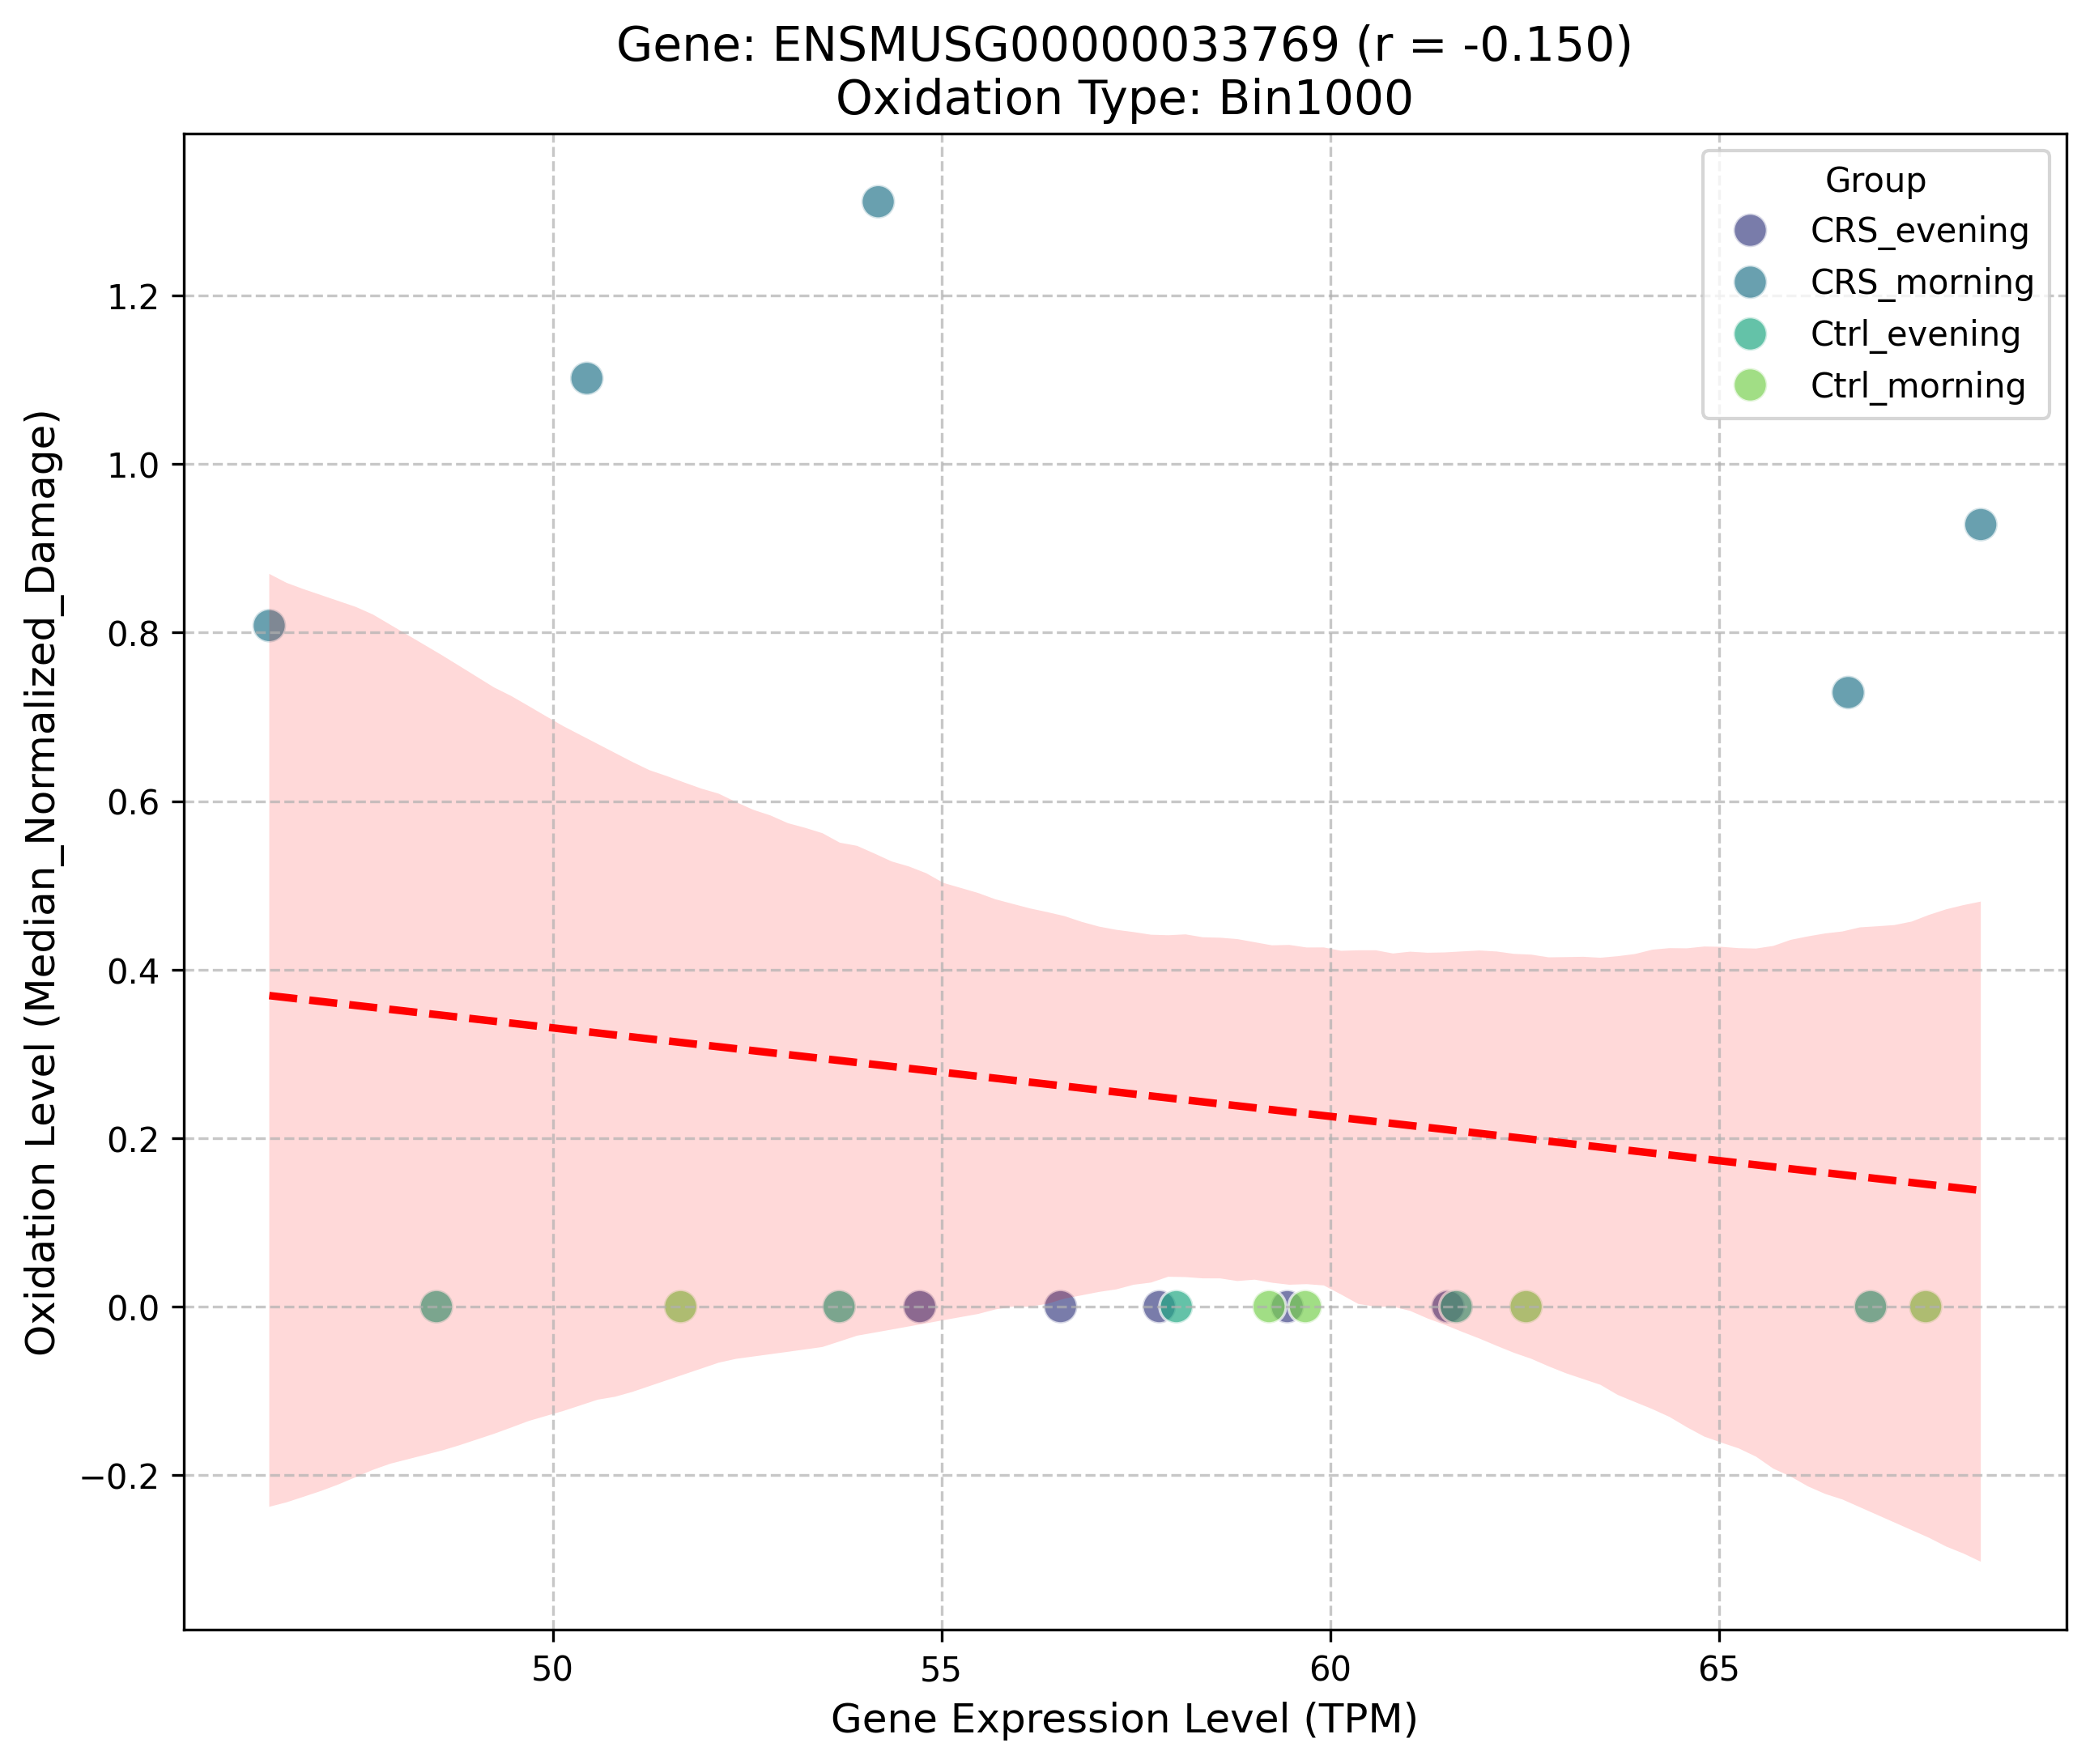 Gene: ENSMUSG00000033769 (r = -0.150)
Oxidation Type: Bin1000
Group
CRS_evening
CRS_morning
Ctrl_evening
Ctrl_morning
Oxidation Level (Median_Normalized_Damage)
1.2
1.0
0.8
0.6
0.4
0.2
0.0
−0.2
50 55 60 65
Gene Expression Level (TPM)